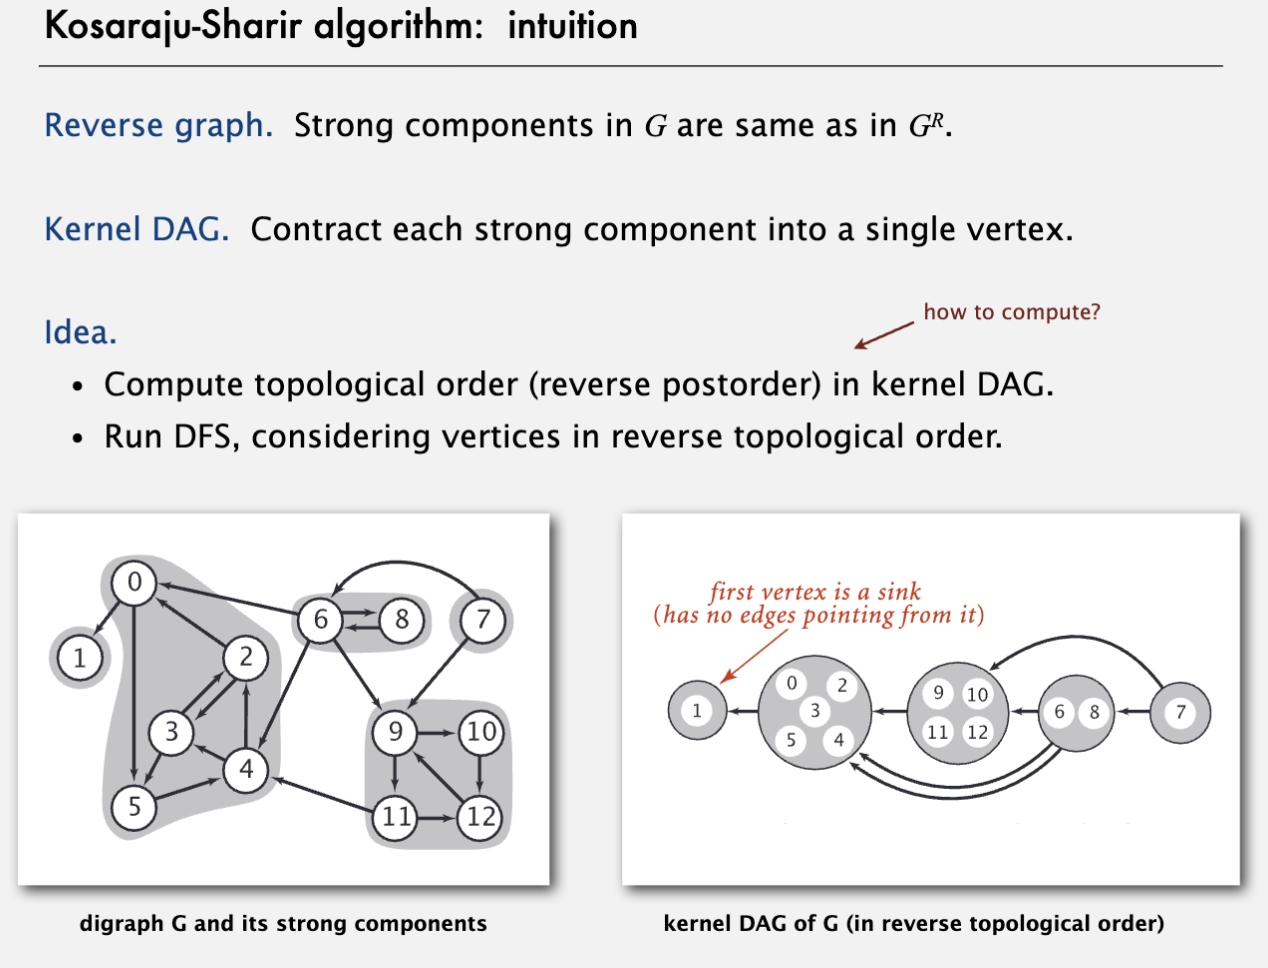 Kosaraju-Sharir algorithm: intuition
Reverse graph. Strong components in G are same as in Gᴿ.
Kernel DAG. Contract each strong component into a single vertex.
how to compute?
Idea.
• Compute topological order (reverse postorder) in kernel DAG.
• Run DFS, considering vertices in reverse topological order.
0
1
2
3
4
5
6
8
7
9
10
11
12
digraph G and its strong components
first vertex is a sink
(has no edges pointing from it)
1
0 2
3
5 4
9 10
11 12
6 8
7
kernel DAG of G (in reverse topological order)